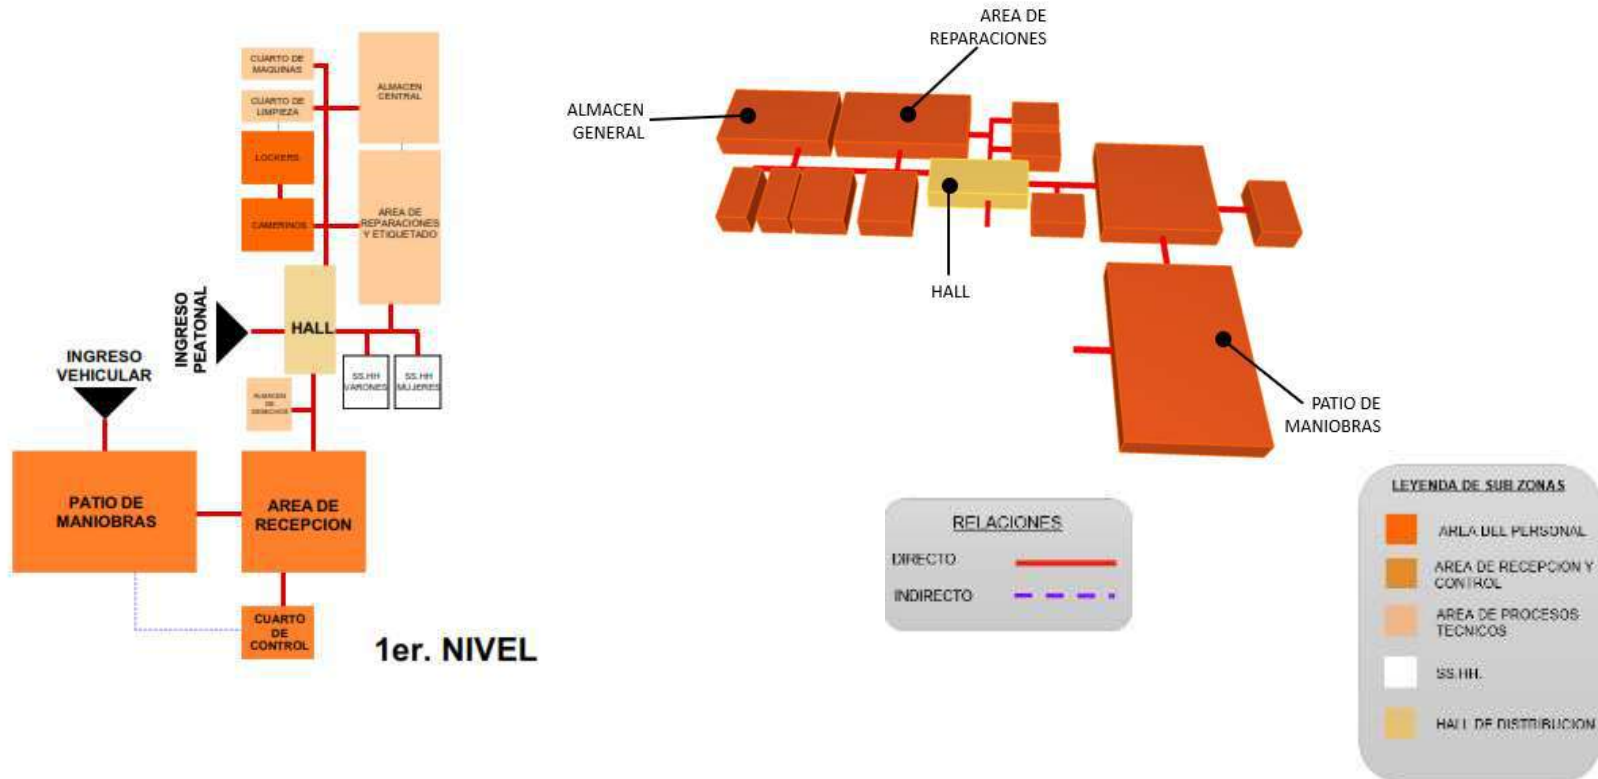 CUARTO DE
MAQUINAS
CUARTO DE
LIMPIEZA
LOCKERS
CAMERINOS
ALMACEN
CENTRAL
AREA DE
REPARACIONES
Y ETIQUETADO
INGRESO
PEATONAL
HALL
INGRESO
VEHICULAR
SS.HH
VARONES
SS.HH
MUJERES
ALMACEN
DE
DESECHOS
PATIO DE
MANIOBRAS
AREA DE
RECEPCION
CUARTO
DE
CONTROL
1er. NIVEL
AREA DE
REPARACIONES
ALMACEN
GENERAL
HALL
PATIO DE
MANIOBRAS
RELACIONES
DIRECTO
INDIRECTO
LEYENDA DE SUB ZONAS
AREA DEL PERSONAL
AREA DE RECEPCION Y
CONTROL
AREA DE PROCESOS
TECNICOS
SS.HH.
HALL DE DISTRIBUCION